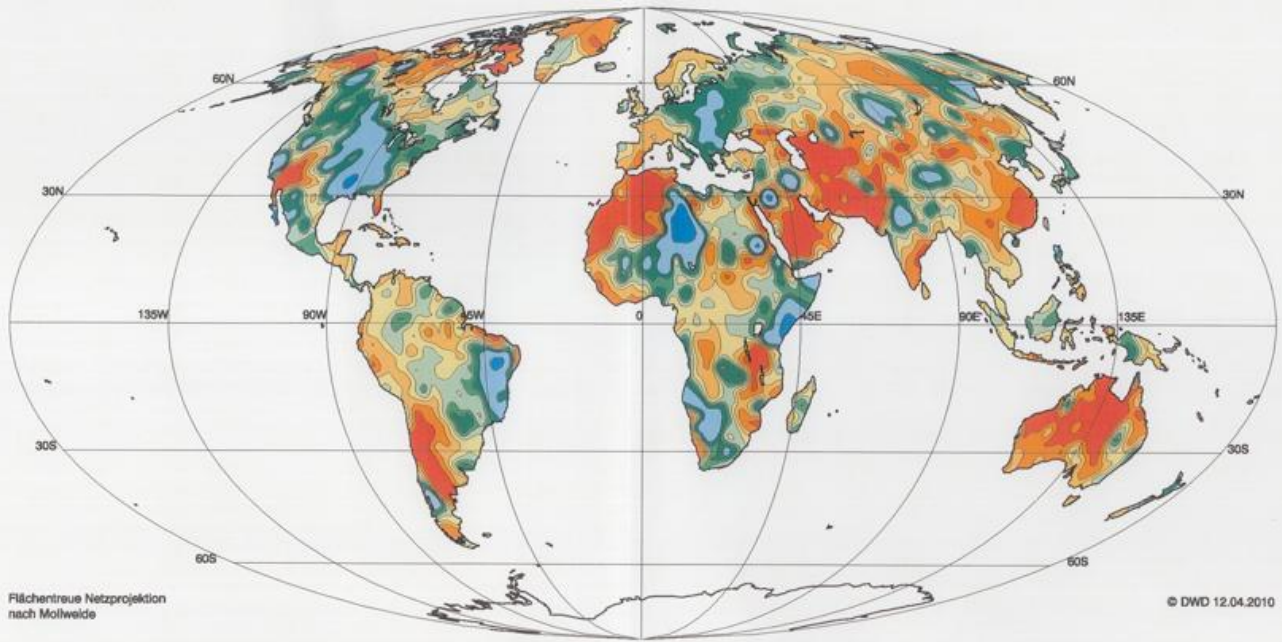 60N
60N
30N
30N
135W
90W
45W
0
45E
90E
135E
30S
30S
60S
60S
Flächentreue Netzprojektion
nach Mollweide
© DWD 12.04.2010